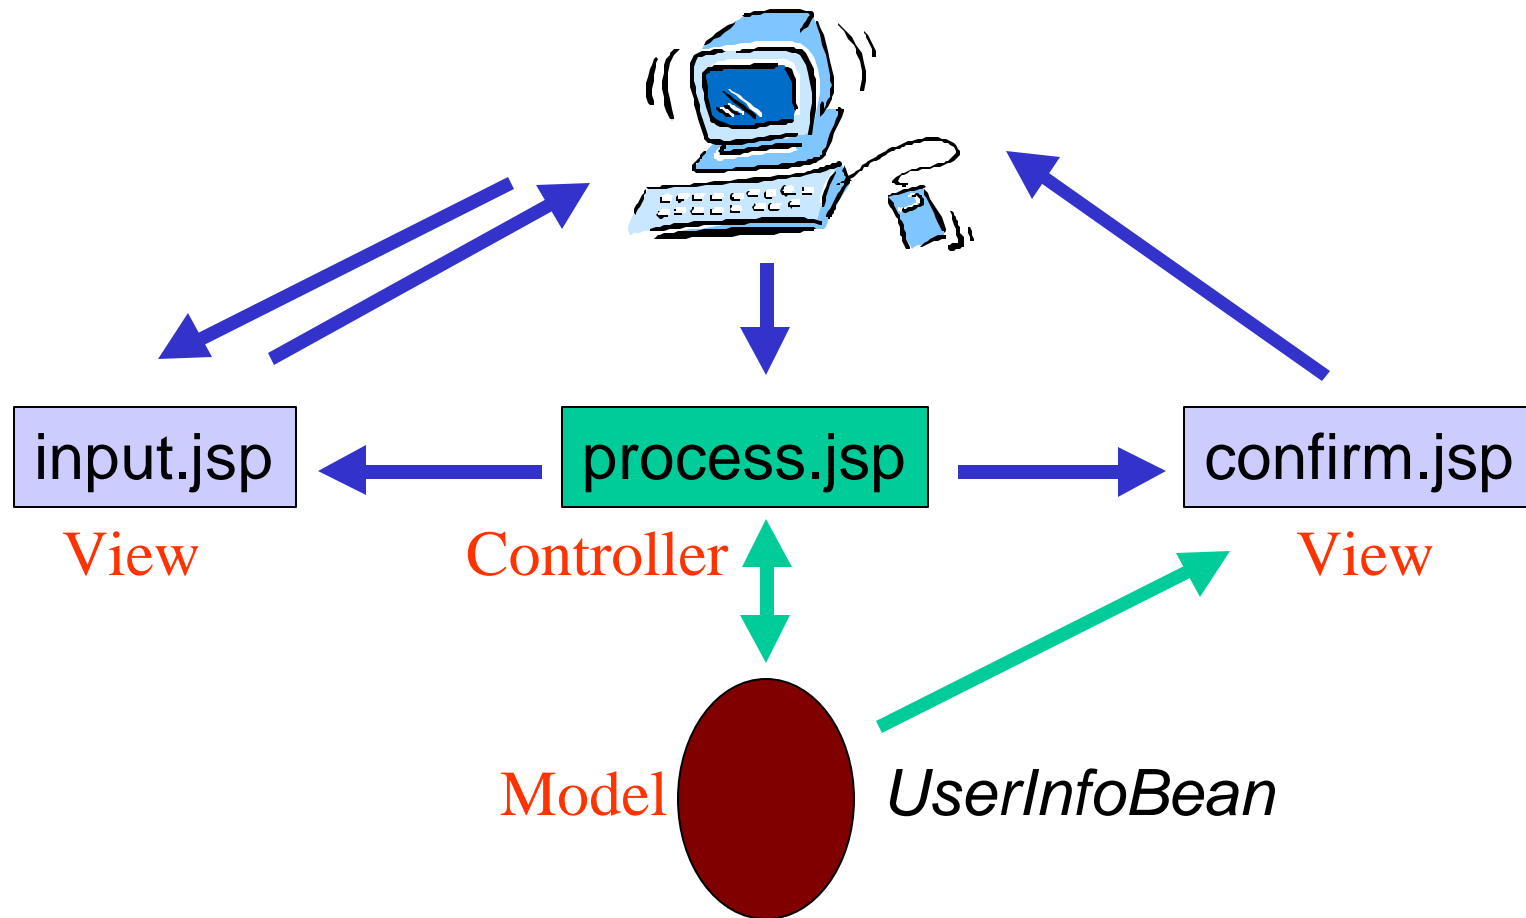 input.jsp
process.jsp
confirm.jsp
View
Controller
View
Model
UserInfoBean